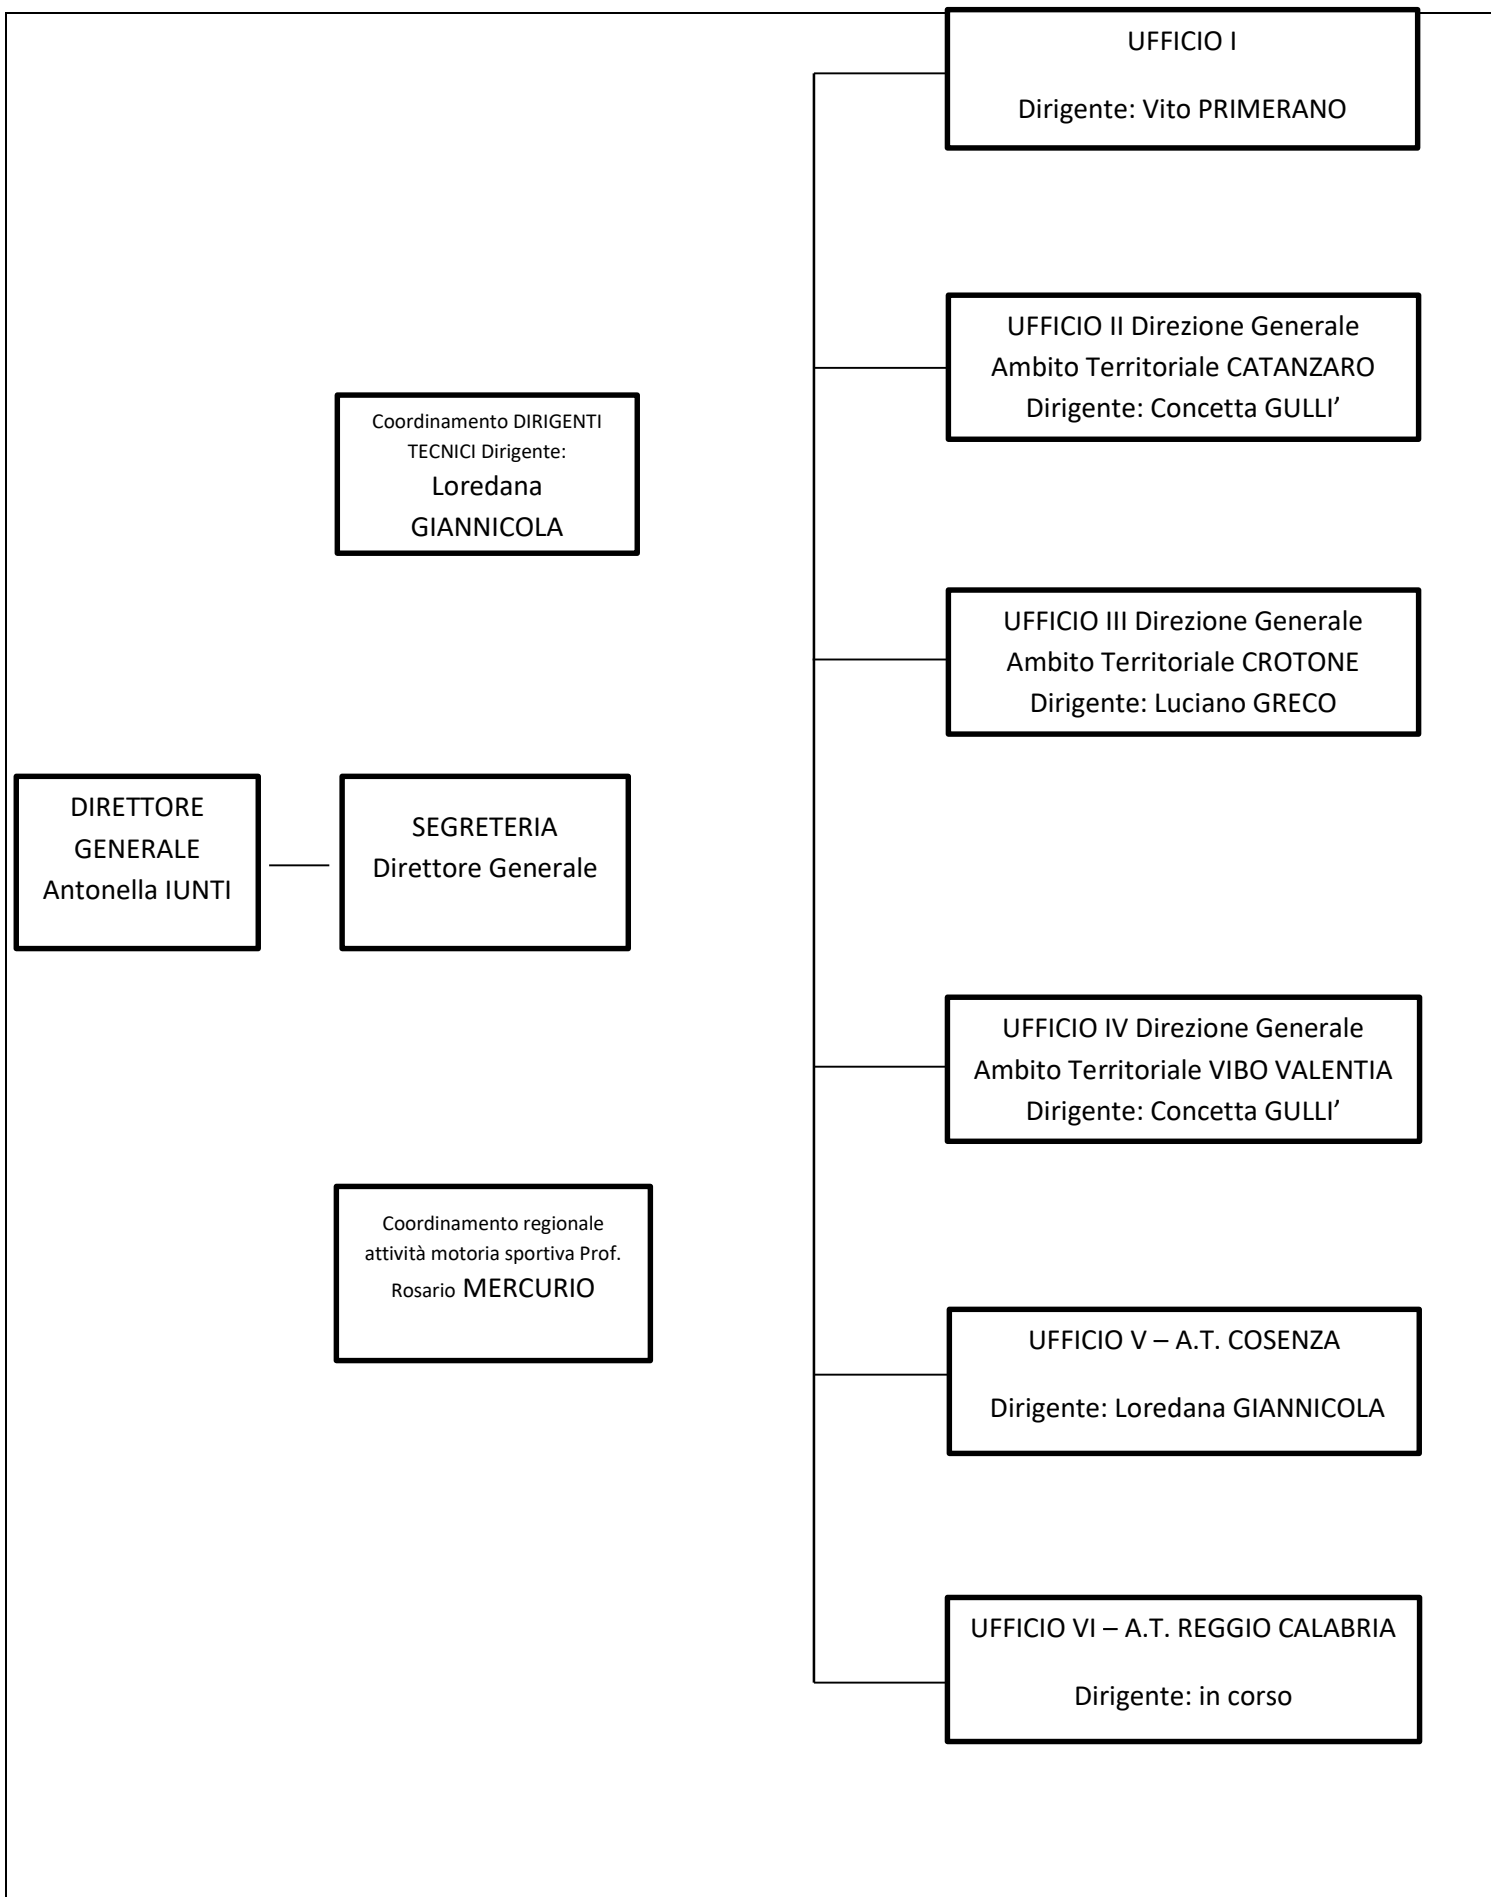 UFFICIO I
Dirigente: Vito PRIMERANO
UFFICIO II Direzione Generale
Ambito Territoriale CATANZARO
Dirigente: Concetta GULLI’
Coordinamento DIRIGENTI
TECNICI Dirigente:
Loredana
GIANNICOLA
UFFICIO III Direzione Generale
Ambito Territoriale CROTONE
Dirigente: Luciano GRECO
DIRETTORE
GENERALE
Antonella IUNTI
SEGRETERIA
Direttore Generale
UFFICIO IV Direzione Generale
Ambito Territoriale VIBO VALENTIA
Dirigente: Concetta GULLI’
Coordinamento regionale
attività motoria sportiva Prof.
Rosario MERCURIO
UFFICIO V – A.T. COSENZA
Dirigente: Loredana GIANNICOLA
UFFICIO VI – A.T. REGGIO CALABRIA
Dirigente: in corso